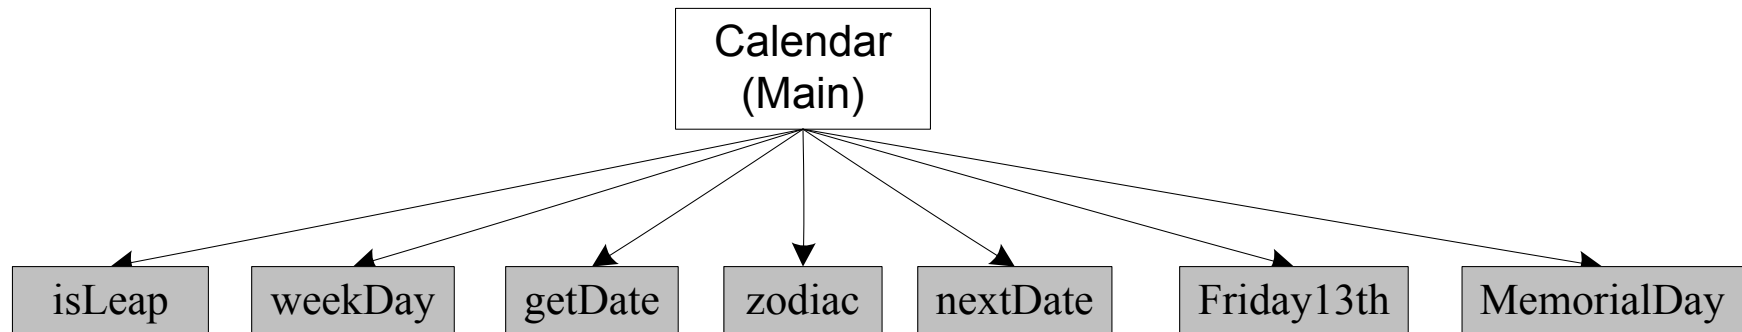 Calendar
(Main)
isLeap
weekDay
getDate
zodiac
nextDate
Friday13th
MemorialDay